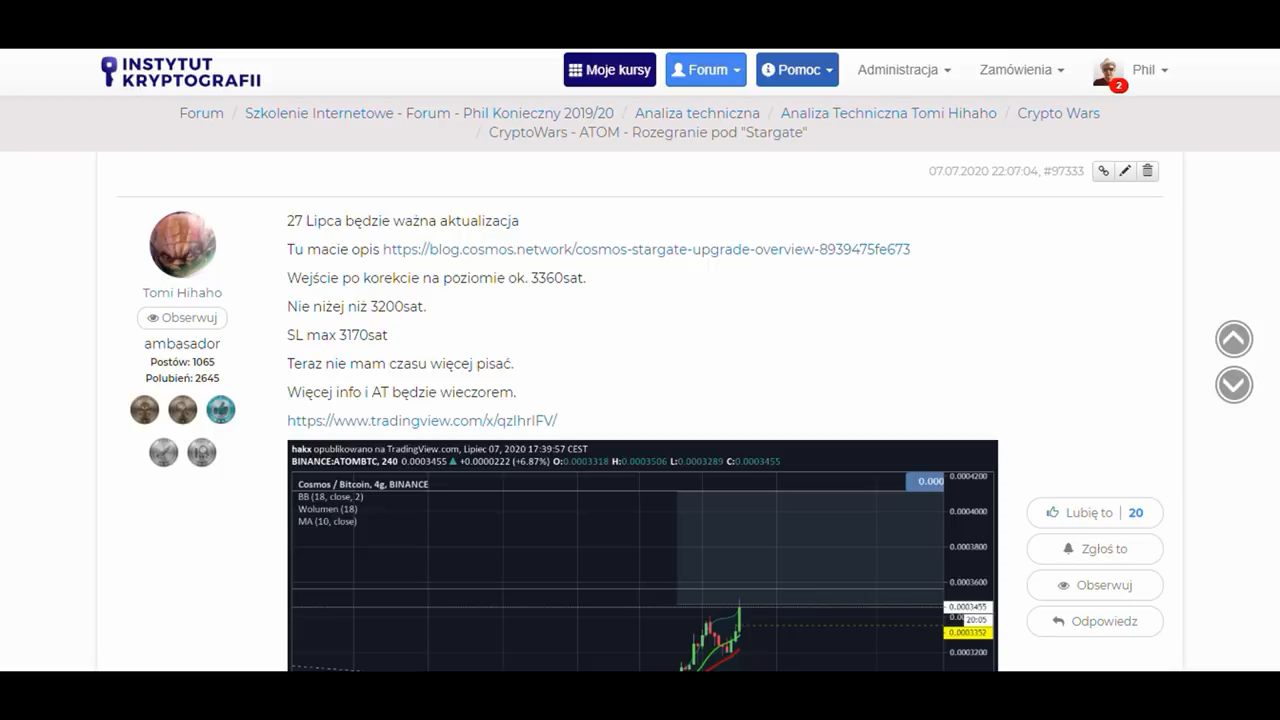 INSTYTUT
KRYPTOGRAFII
Moje kursy
Forum
Pomoc
Administracja
Zamówienia
2
Phil
Forum / Szkolenie Internetowe - Forum - Phil Konieczny 2019/20 / Analiza techniczna / Analiza Techniczna Tomi Hihaho / Crypto Wars
/ CryptoWars - ATOM - Rozegranie pod "Stargate"
07.07.2020 22:07:04, #97333
Tomi Hihaho
Obserwuj
ambasador
Postów: 1065
Polubień: 2645
27 Lipca będzie ważna aktualizacja
Tu macie opis https://blog.cosmos.network/cosmos-stargate-upgrade-overview-8939475fe673
Wejście po korekcie na poziomie ok. 3360sat.
Nie niżej niż 3200sat.
SL max 3170sat
Teraz nie mam czasu więcej pisać.
Więcej info i AT będzie wieczorem.
https://www.tradingview.com/x/qzIhrIFV/
hakx opublikowano na TradingView.com, Lipiec 07, 2020 17:39:57 CEST
BINANCE:ATOMBTC, 240 0.0003455 ▲ +0.0000222 (+6.87%) O:0.0003318 H:0.0003506 L:0.0003289 C:0.0003455
Cosmos / Bitcoin, 4g, BINANCE
BB (18, close, 2)
Wolumen (18)
MA (10, close)
0.000
0.0004200
0.0004000
0.0003800
0.0003600
0.0003455
20:05
0.0003352
0.0003200
Lubię to | 20
Zgłoś to
Obserwuj
Odpowiedz